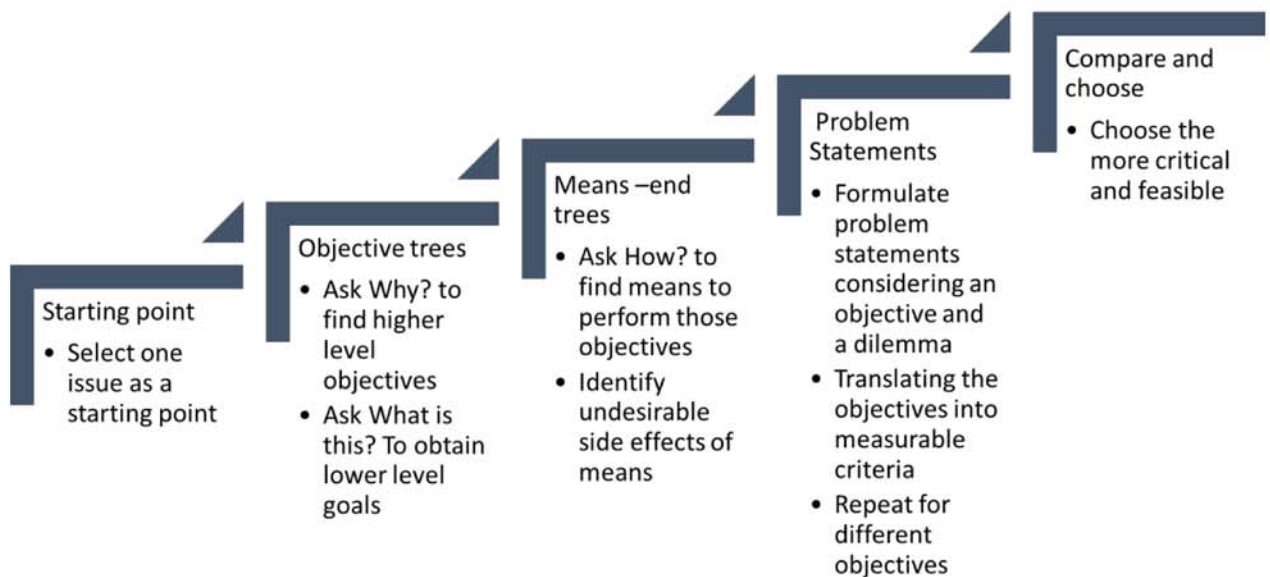 Starting point
• Select one
issue as a
starting point
Objective trees
• Ask Why? to
find higher
level
objectives
• Ask What is
this? To obtain
lower level
goals
Means –end
trees
• Ask How? to
find means to
perform those
objectives
• Identify
undesirable
side effects of
means
Problem
Statements
• Formulate
problem
statements
considering an
objective and
a dilemma
• Translating the
objectives into
measurable
criteria
• Repeat for
different
objectives
Compare and
choose
• Choose the
more critical
and feasible